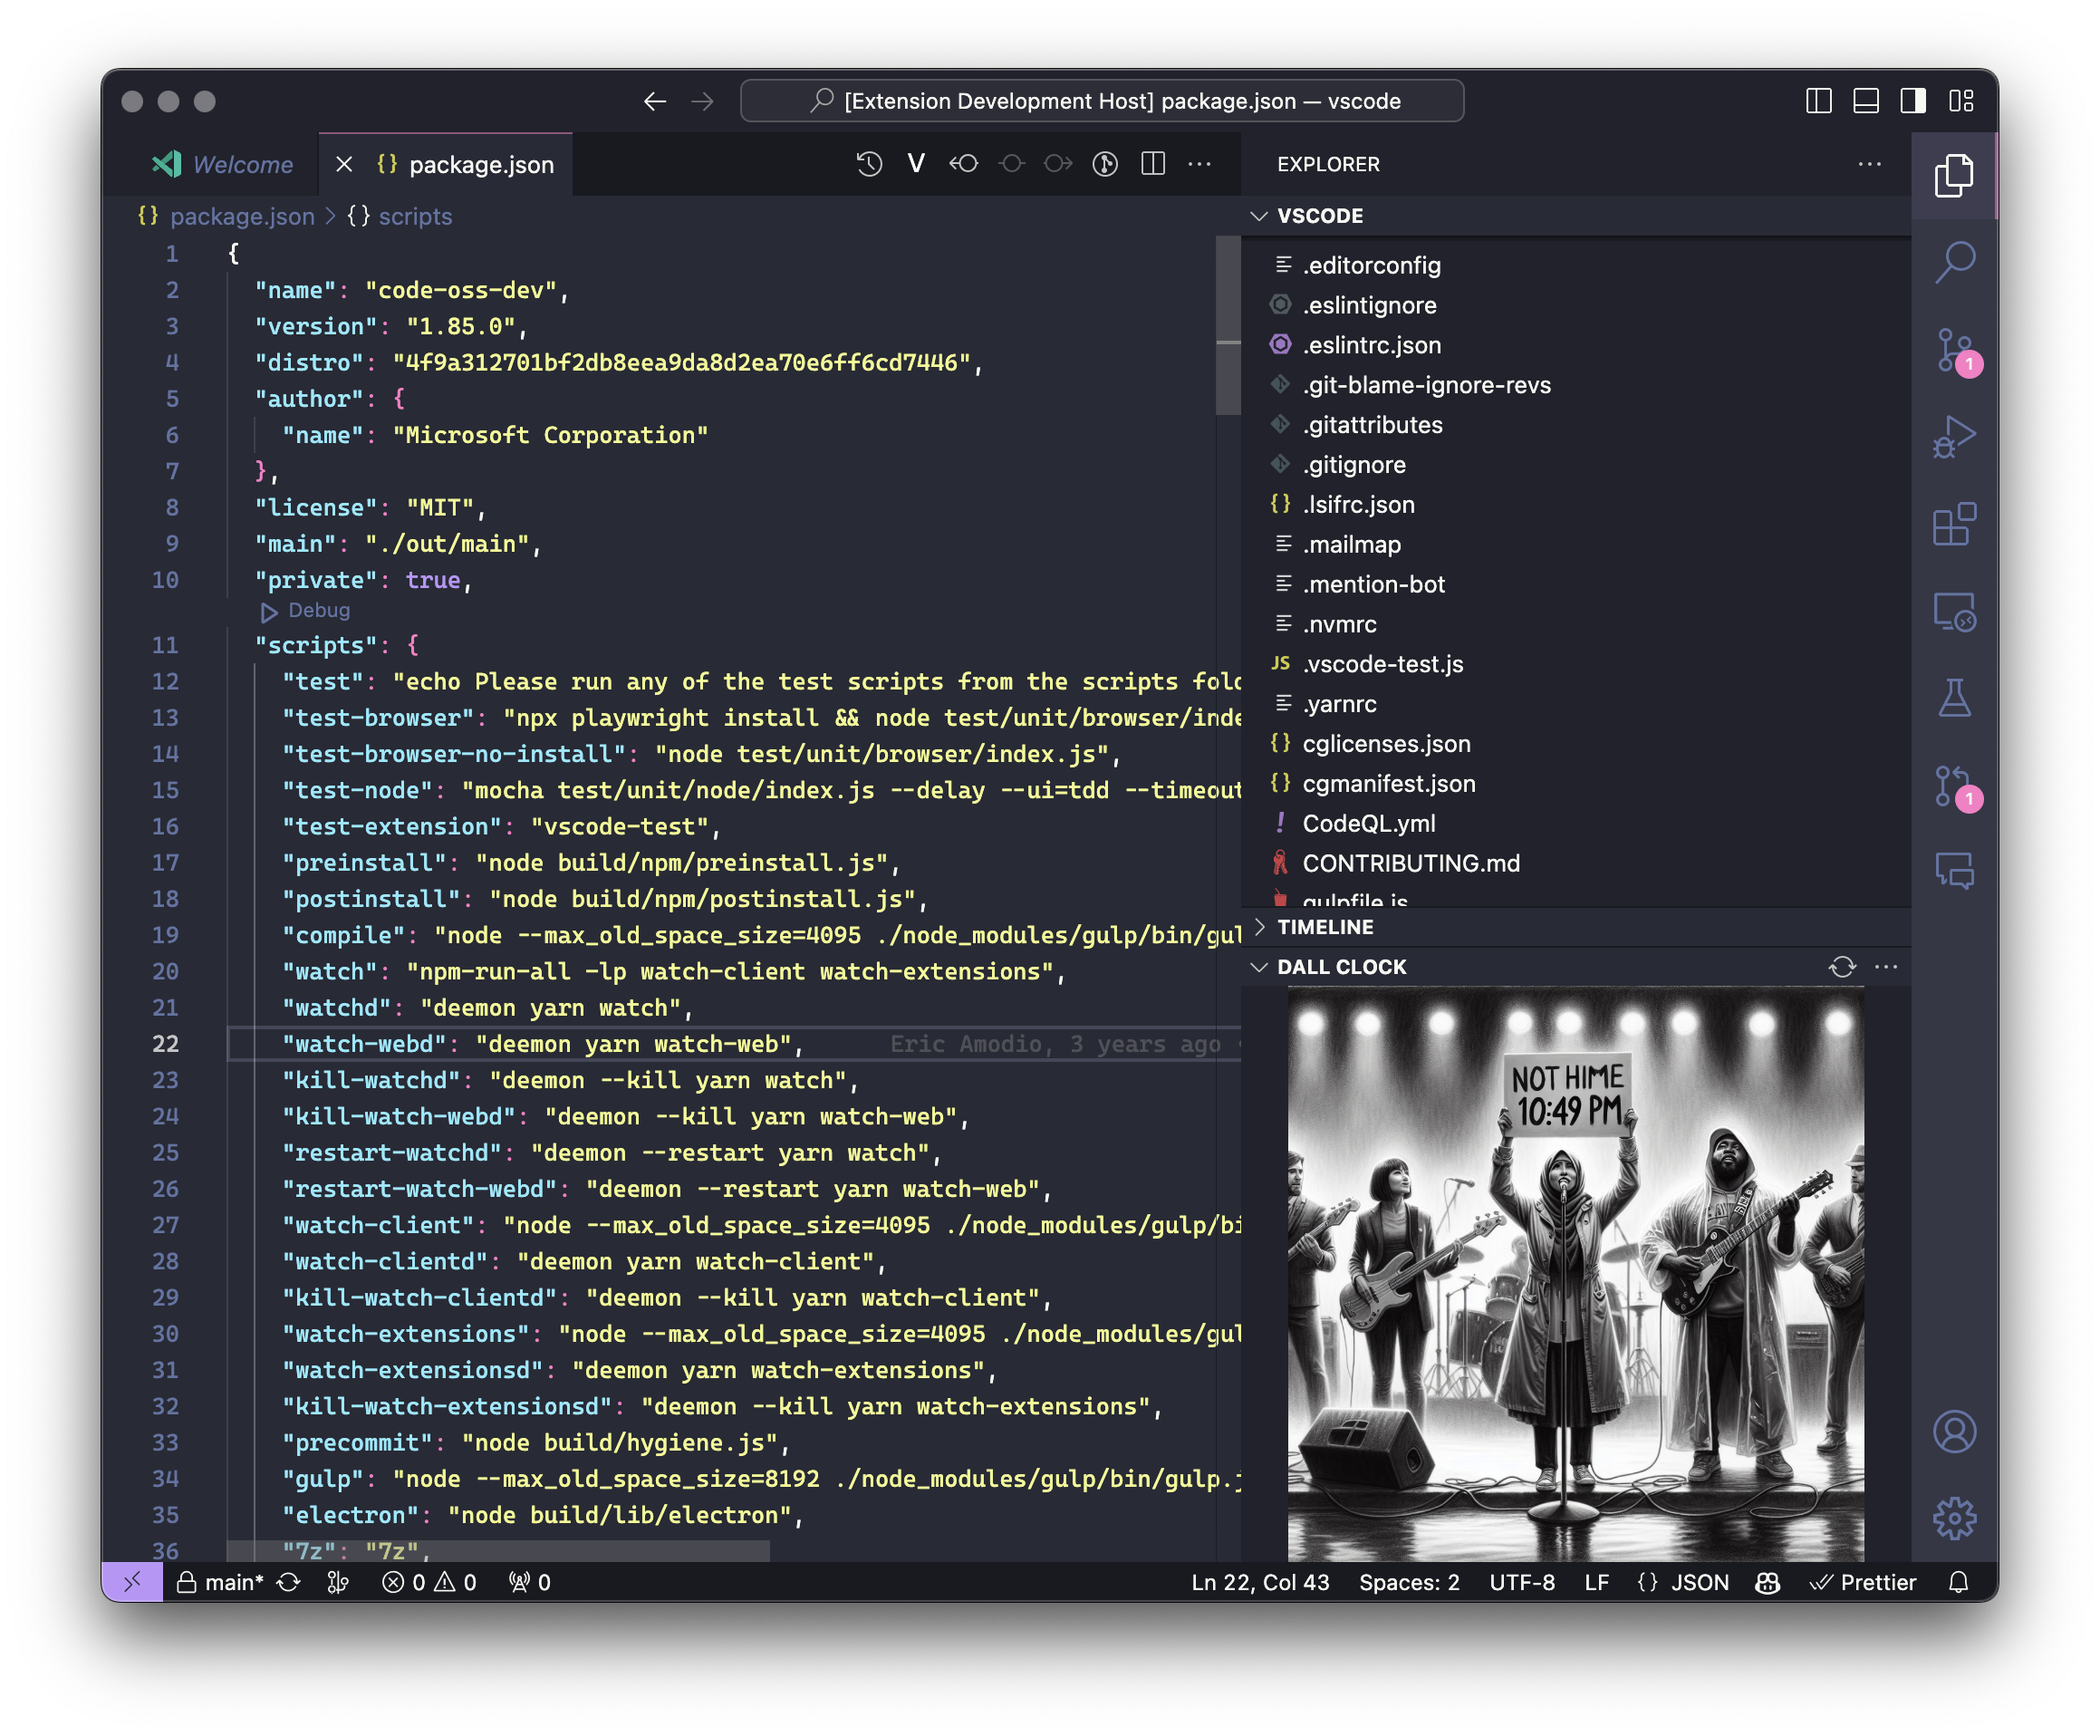 [Extension Development Host] package.json — vscode
Welcome
{} package.json
package.json > {} scripts
1 {
2 "name": "code-oss-dev",
3 "version": "1.85.0",
4 "distro": "4f9a312701bf2db8eea9da8d2ea70e6ff6cd7446",
5 "author": {
6 "name": "Microsoft Corporation"
7 },
8 "license": "MIT",
9 "main": "./out/main",
10 "private": true,
Debug
11 "scripts": {
12 "test": "echo Please run any of the test scripts from the scripts fold
13 "test-browser": "npx playwright install && node test/unit/browser/inde
14 "test-browser-no-install": "node test/unit/browser/index.js",
15 "test-node": "mocha test/unit/node/index.js --delay --ui=tdd --timeout
16 "test-extension": "vscode-test",
17 "preinstall": "node build/npm/preinstall.js",
18 "postinstall": "node build/npm/postinstall.js",
19 "compile": "node --max_old_space_size=4095 ./node_modules/gulp/bin/gul
20 "watch": "npm-run-all -lp watch-client watch-extensions",
21 "watchd": "deemon yarn watch",
22 "watch-webd": "deemon yarn watch-web", Eric Amodio, 3 years ago •
23 "kill-watchd": "deemon --kill yarn watch",
24 "kill-watch-webd": "deemon --kill yarn watch-web",
25 "restart-watchd": "deemon --restart yarn watch",
26 "restart-watch-webd": "deemon --restart yarn watch-web",
27 "watch-client": "node --max_old_space_size=4095 ./node_modules/gulp/bi
28 "watch-clientd": "deemon yarn watch-client",
29 "kill-watch-clientd": "deemon --kill yarn watch-client",
30 "watch-extensions": "node --max_old_space_size=4095 ./node_modules/gul
31 "watch-extensionsd": "deemon yarn watch-extensions",
32 "kill-watch-extensionsd": "deemon --kill yarn watch-extensions",
33 "precommit": "node build/hygiene.js",
34 "gulp": "node --max_old_space_size=8192 ./node_modules/gulp/bin/gulp.j
35 "electron": "node build/lib/electron",
36 "7z": "7z",
EXPLORER
VSCODE
.editorconfig
.eslintignore
.eslintrc.json
.git-blame-ignore-revs
.gitattributes
.gitignore
{} .lsifrc.json
.mailmap
.mention-bot
.nvmrc
JS .vscode-test.js
.yarnrc
{} cglicenses.json
{} cgmanifest.json
! CodeQL.yml
CONTRIBUTING.md
gulpfile.js
TIMELINE
DALL CLOCK
NOT HIME
10:49 PM
1
1
main* 0 0 0
Ln 22, Col 43 Spaces: 2 UTF-8 LF {} JSON Prettier